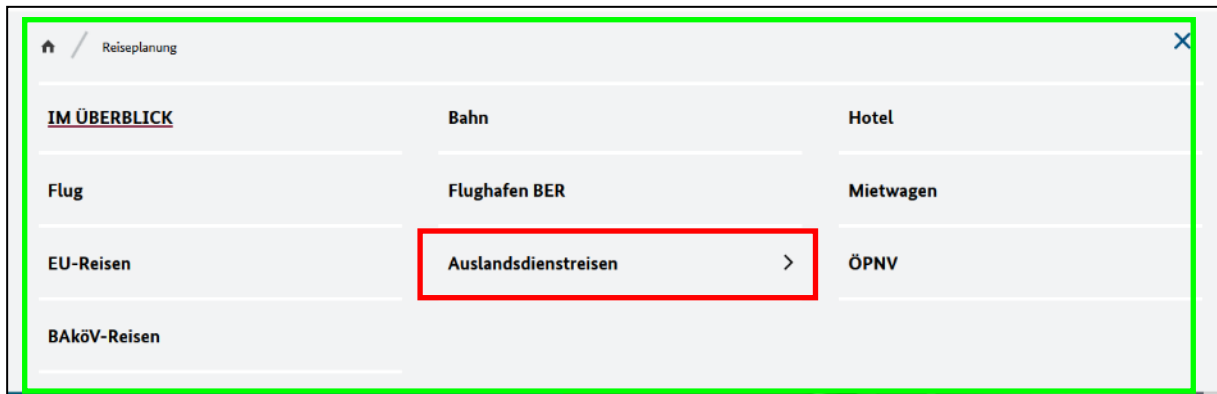 Reiseplanung
IM ÜBERBLICK Bahn Hotel
Flug Flughafen BER Mietwagen
EU-Reisen Auslandsdienstreisen ÖPNV
BAköV-Reisen